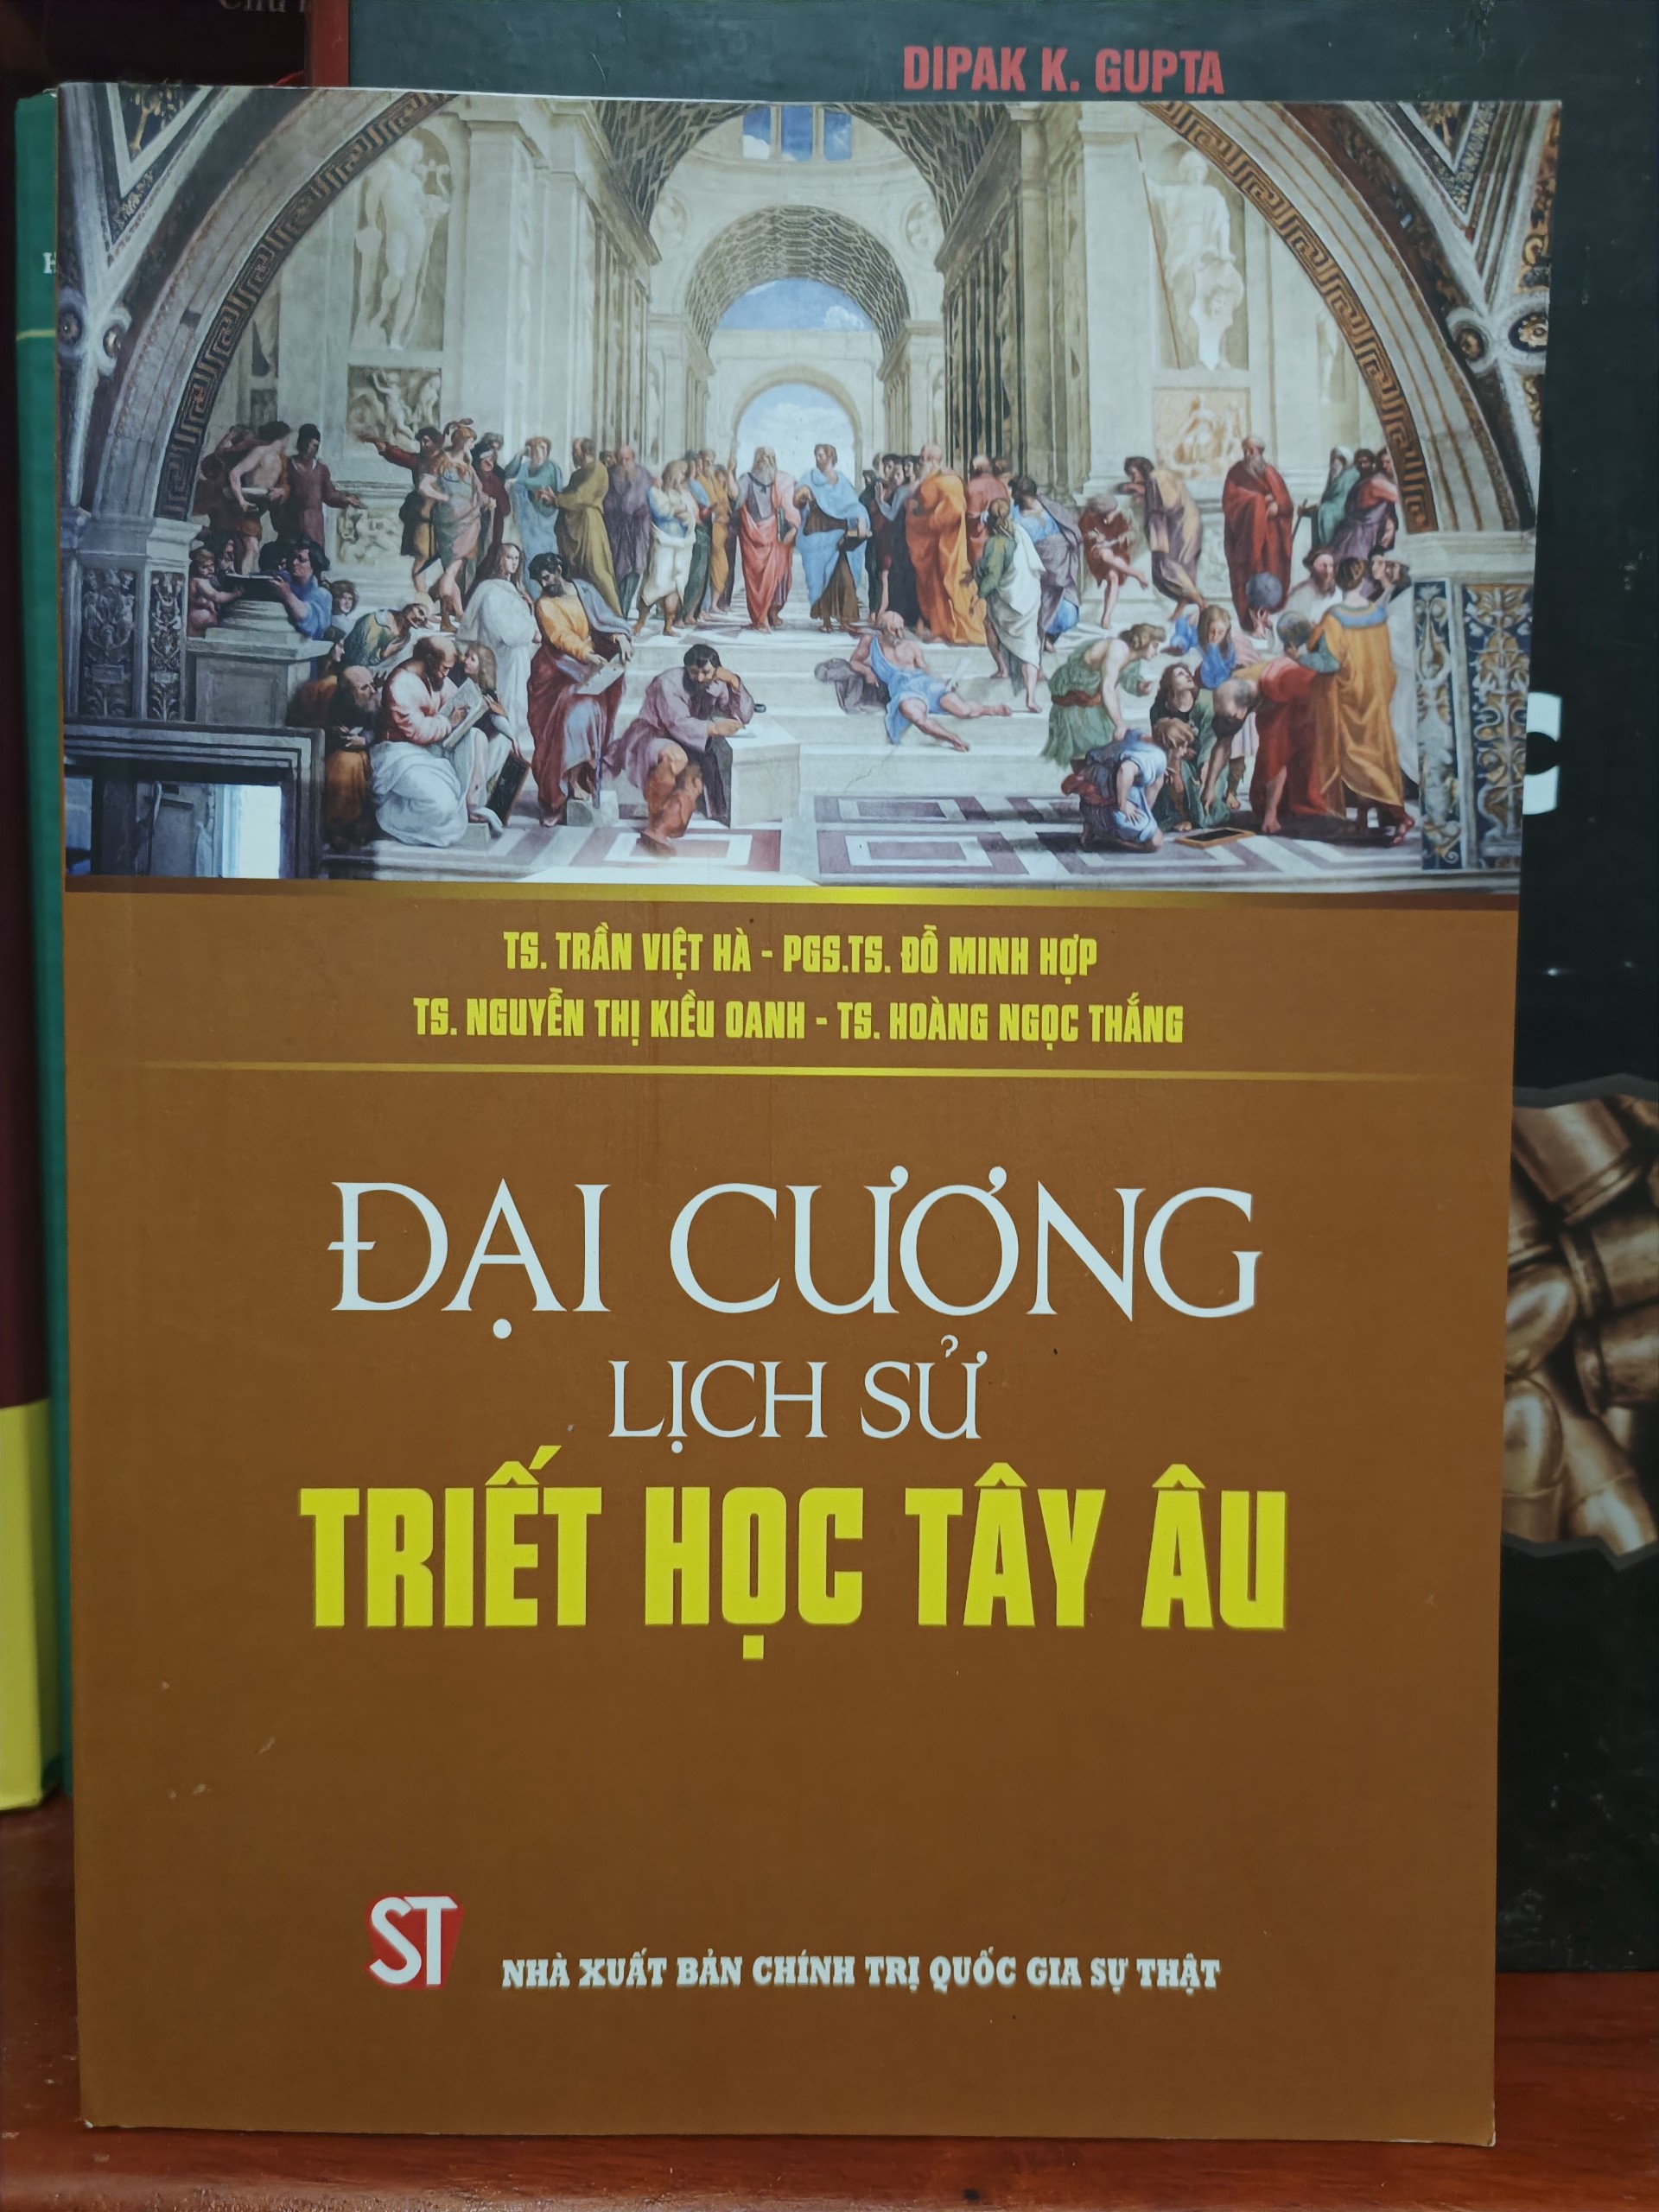 DIPAK K. GUPTA
TS. TRẦN VIỆT HÀ - PGS.TS. ĐỖ MINH HỢP
TS. NGUYỄN THỊ KIỀU OANH - TS. HOÀNG NGỌC THẮNG
ĐẠI CƯƠNG
LỊCH SỬ
TRIẾT HỌC TÂY ÂU
ST
NHÀ XUẤT BẢN CHÍNH TRỊ QUỐC GIA SỰ THẬT